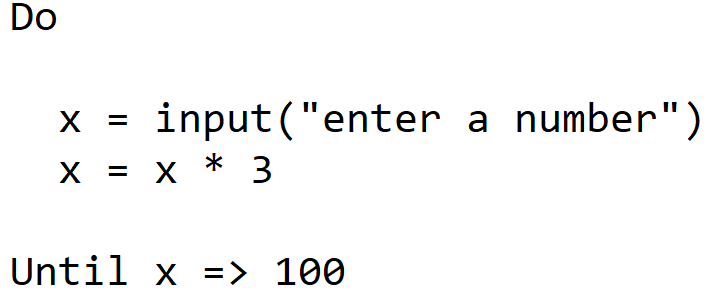 Do
x = input("enter a number")
x = x * 3
Until x => 100